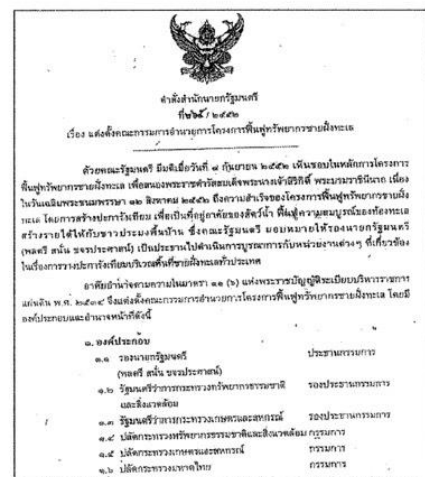 คำสั่งสำนักนายกรัฐมนตรี
ที่๒๖๕/๒๕๕๒
เรื่อง แต่งตั้งคณะกรรมการอำนวยการโครงการฟื้นฟูทรัพยากรชายฝั่งทะเล
ด้วยคณะรัฐมนตรี มีมติเมื่อวันที่ ๘ กันยายน ๒๕๕๒ เห็นชอบในหลักการโครงการ
ฟื้นฟูทรัพยากรชายฝั่งทะเล เพื่อสนองพระราชดำรัสสมเด็จพระนางเจ้าสิริกิติ์ พระบรมราชินีนาถ เนื่อง
ในวันเฉลิมพระชนมพรรษา ๑๒ สิงหาคม ๒๕๕๒ ถึงความสำเร็จของโครงการฟื้นฟูทรัพยากรชายฝั่ง
ทะเล โดยการสร้างปะการังเทียม เพื่อเป็นที่อยู่อาศัยของสัตว์น้ำ ฟื้นฟูความสมบูรณ์ของท้องทะเล
สร้างรายได้ให้กับชาวประมงพื้นบ้าน ซึ่งคณะรัฐมนตรี มอบหมายให้รองนายกรัฐมนตรี
(พลตรี สนั่น ขจรประศาสน์) เป็นประธานไปดำเนินการบูรณาการกับหน่วยงานต่างๆ ที่เกี่ยวข้อง
ในเรื่องการวางปะการังเทียมบริเวณพื้นที่ชายฝั่งทะเลทั่วประเทศ
อาศัยอำนาจตามความในมาตรา ๑๑ (๖) แห่งพระราชบัญญัติระเบียบบริหารราชการ
แผ่นดิน พ.ศ. ๒๕๓๔ จึงแต่งตั้งคณะกรรมการอำนวยการโครงการฟื้นฟูทรัพยากรชายฝั่งทะเล โดยมี
องค์ประกอบและอำนาจหน้าที่ดังนี้
๑. องค์ประกอบ
๑.๑ รองนายกรัฐมนตรี ประธานกรรมการ
(พลตรี สนั่น ขจรประศาสน์)
๑.๒ รัฐมนตรีว่าการกระทรวงทรัพยากรธรรมชาติ รองประธานกรรมการ
และสิ่งแวดล้อม
๑.๓ รัฐมนตรีว่าการกระทรวงเกษตรและสหกรณ์ รองประธานกรรมการ
๑.๔ ปลัดกระทรวงทรัพยากรธรรมชาติและสิ่งแวดล้อม กรรมการ
๑.๕ ปลัดกระทรวงเกษตรและสหกรณ์ กรรมการ
๑.๖ ปลัดกระทรวงมหาดไทย กรรมการ